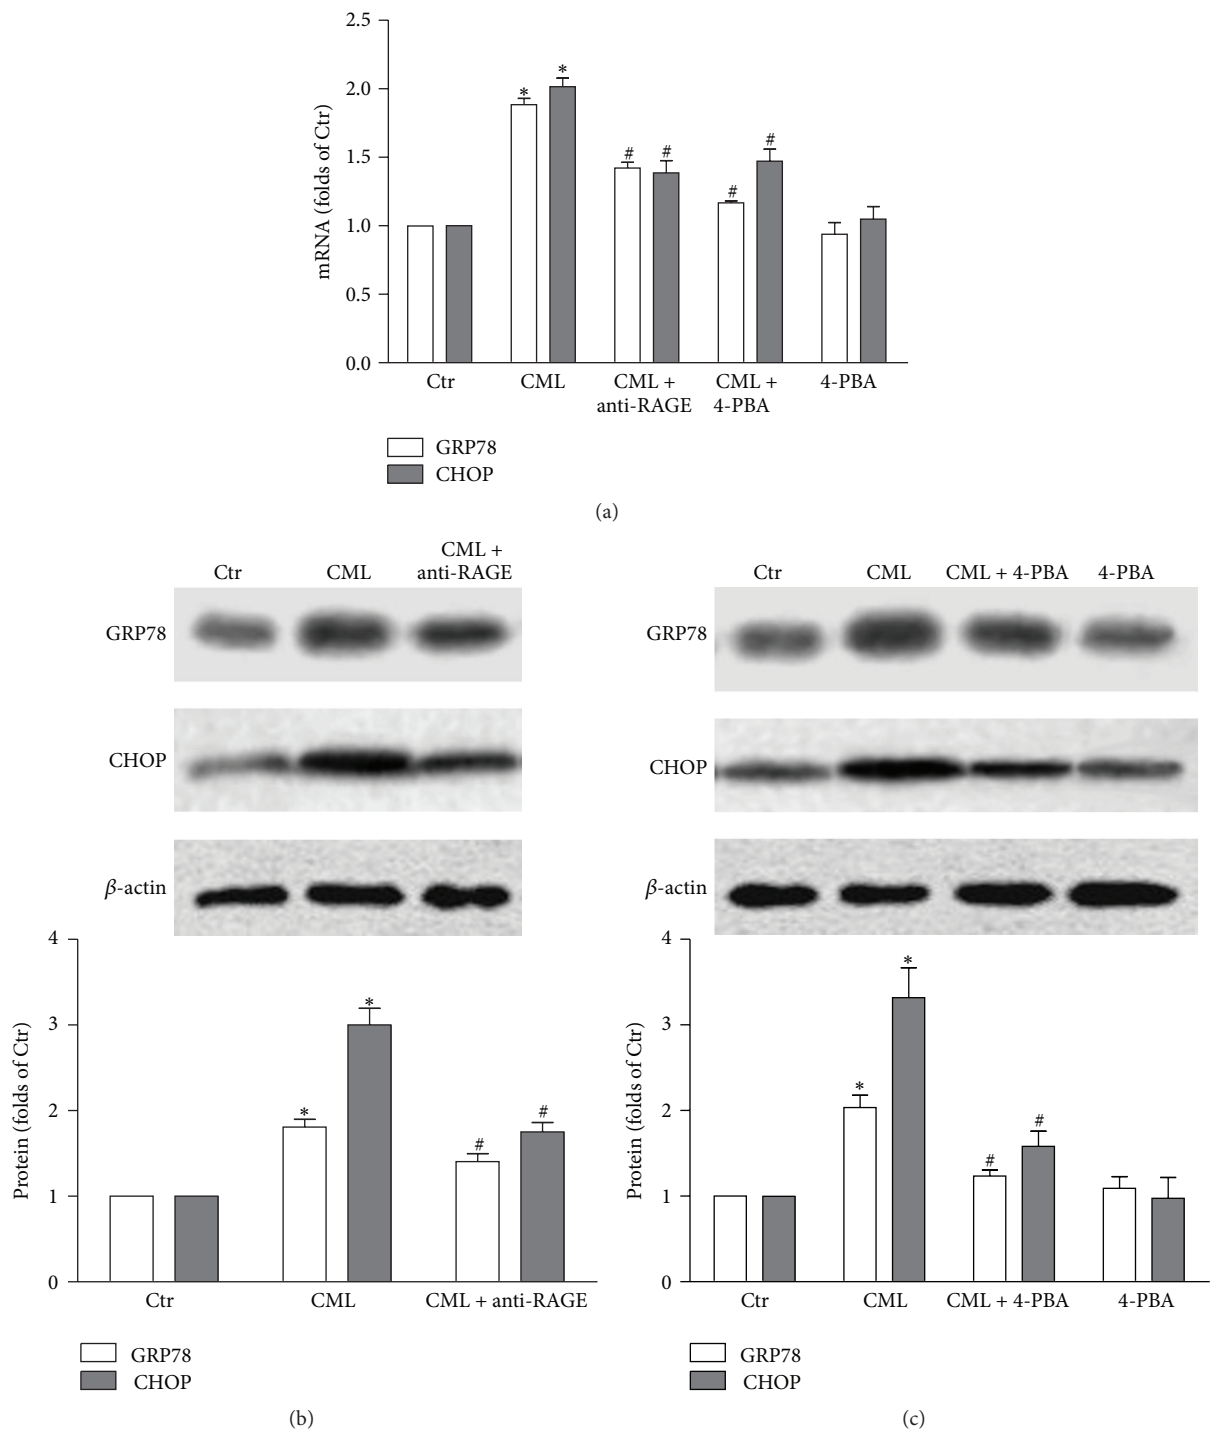 2.5
2.0
1.5
1.0
0.5
0.0
mRNA (folds of Ctr)
* * # # # #
Ctr CML CML + CML + 4-PBA
anti-RAGE 4-PBA
GRP78
CHOP
(a)
CML +
Ctr CML anti-RAGE
GRP78
CHOP
β-actin
4
3
2
1
0
Protein (folds of Ctr)
* * # #
Ctr CML CML + anti-RAGE
GRP78
CHOP
(b)
Ctr CML CML + 4-PBA 4-PBA
GRP78
CHOP
β-actin
4
3
2
1
0
Protein (folds of Ctr)
* * # #
Ctr CML CML + 4-PBA 4-PBA
GRP78
CHOP
(c)